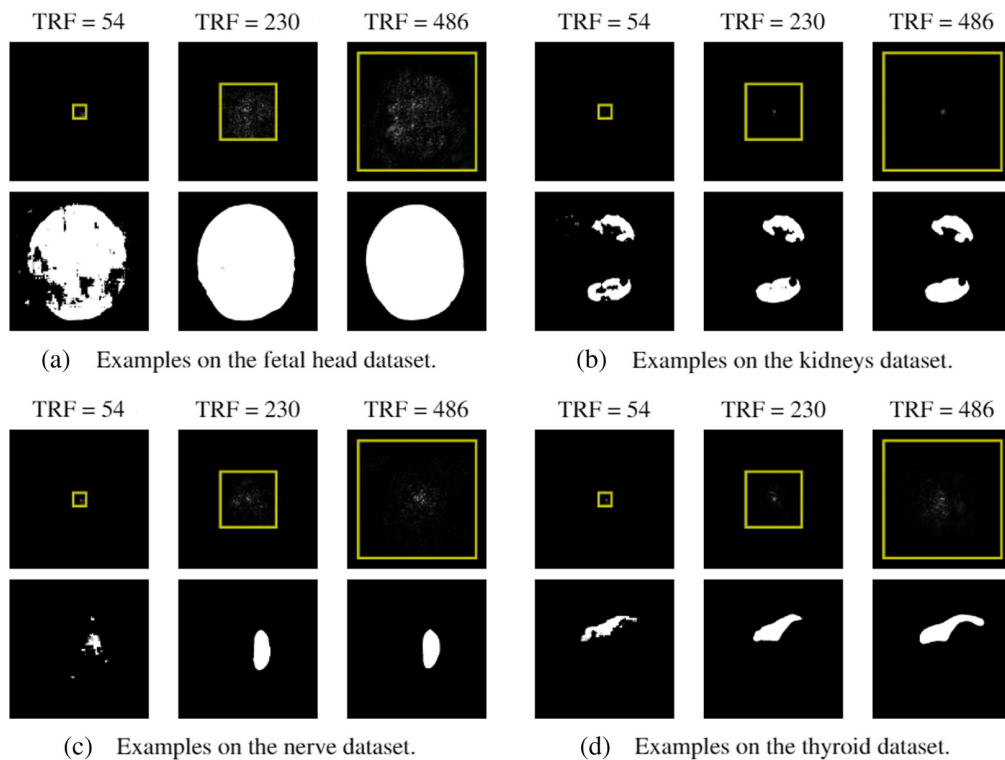 TRF = 54 TRF = 230 TRF = 486
TRF = 54 TRF = 230 TRF = 486
(a) Examples on the fetal head dataset.
(b) Examples on the kidneys dataset.
TRF = 54 TRF = 230 TRF = 486
TRF = 54 TRF = 230 TRF = 486
(c) Examples on the nerve dataset.
(d) Examples on the thyroid dataset.